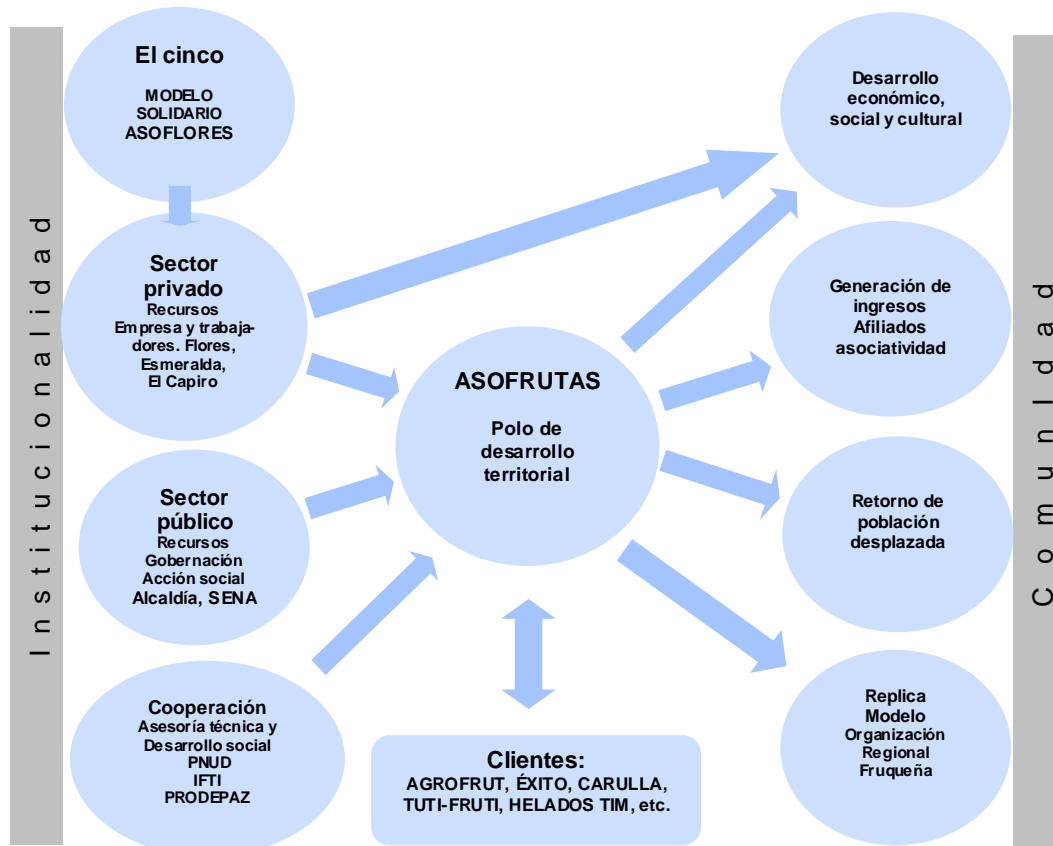 Institucionalidad
El cinco
MODELO
SOLIDARIO
ASOFLORES
Sector
privado
Recursos
Empresa y trabaja-
dores. Flores,
Esmeralda,
El Capiro
Sector
público
Recursos
Gobernación
Acción social
Alcaldía, SENA
Cooperación
Asesoría técnica y
Desarrollo social
PNUD
IFTI
PRODEPAZ
ASOFRUTAS
Polo de
desarrollo
territorial
Clientes:
AGROFRUT, ÉXITO, CARULLA,
TUTI-FRUTI, HELADOS TIM, etc.
Desarrollo
económico,
social y cultural
Generación de
ingresos
Afiliados
asociatividad
Retorno de
población
desplazada
Replica
Modelo
Organización
Regional
Fruqueña
ComunIdad